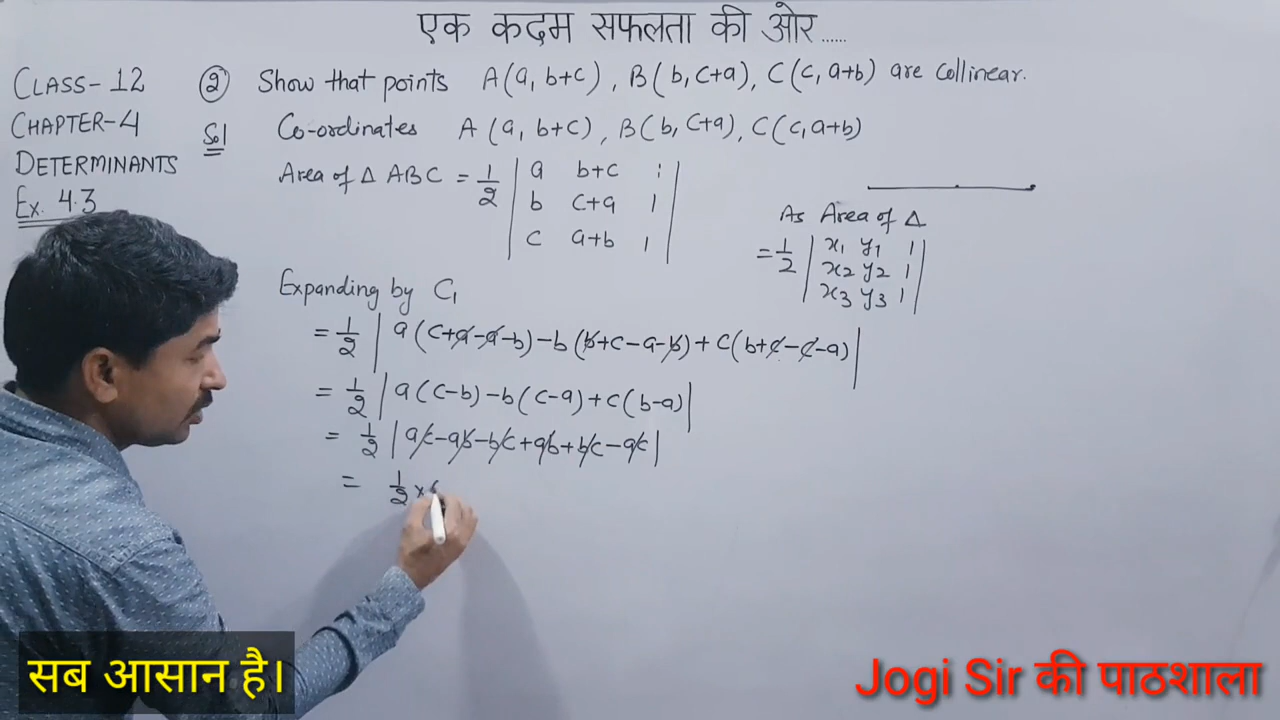 एक कदम सफलता की ओर......
CLASS-12
CHAPTER-4
DETERMINANTS
Ex. 4.3
② Show that points A(a, b+c), B(b, c+a), C(c, a+b) are collinear.
Sol Co-ordinates A(a, b+c), B(b, c+a), C(c, a+b)
Area of Δ ABC = 1/2 | a b+c 1 |
| b c+a 1 |
| c a+b 1 |
As Area of Δ
= 1/2 | x₁ y₁ 1 |
| x₂ y₂ 1 |
| x₃ y₃ 1 |
Expanding by C₁
= 1/2 | a(c+a-a-b)-b(b+c-a-b)+c(b+c-c-a) |
= 1/2 | a(c-b)-b(c-a)+c(b-a) |
= 1/2 | ac-ab-bc+ab+bc-ac |
= 1/2 ×
सब आसान है।
Jogi Sir की पाठशाला